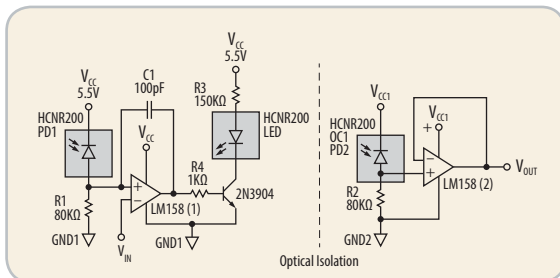 V_CC
5.5V
HCNR200
PD1
R1
80KΩ
GND1
V_IN
C1
100pF
V_CC
+
−
LM158 (1)
GND1
R4
1KΩ
V_CC
5.5V
R3
150KΩ
HCNR200
LED
2N3904
Optical Isolation
V_CC1
HCNR200
OC1
PD2
R2
80KΩ
GND2
V_CC1
+
−
+
LM158 (2)
V_OUT